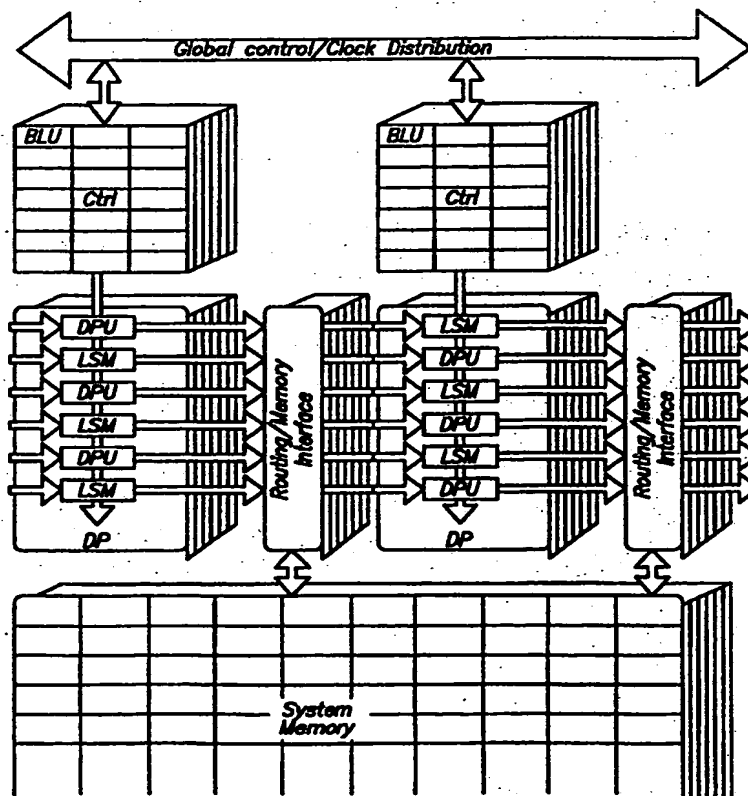 Global control/Clock Distribution
BLU
Ctrl
BLU
Ctrl
DPU
LSM
DPU
LSM
DPU
LSM
DP
Routing/Memory
Interface
LSM
DPU
LSM
DPU
LSM
DPU
DP
Routing/Memory
Interface
System
Memory